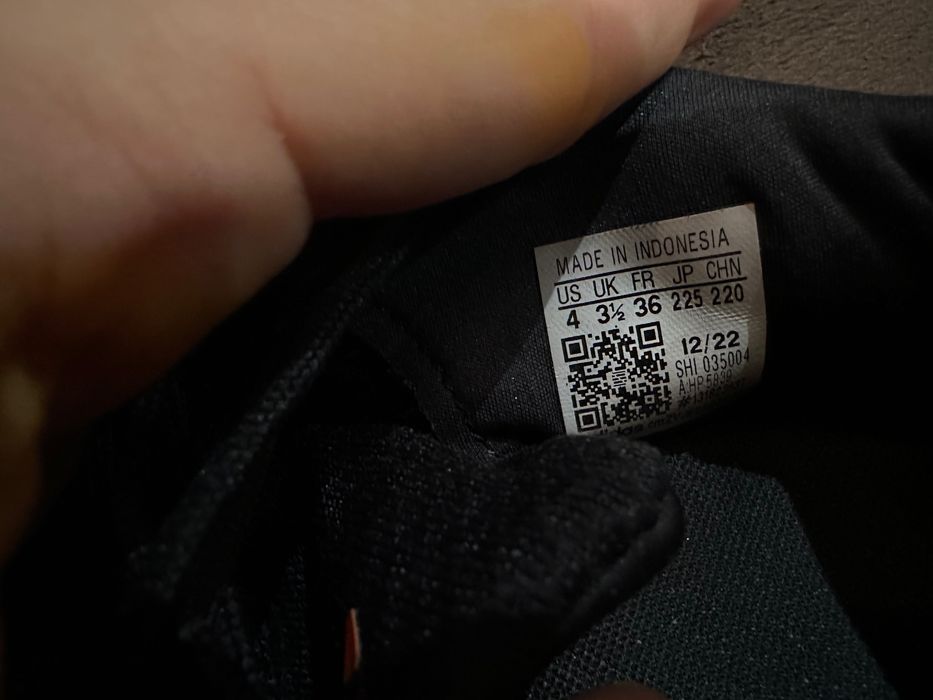 MADE IN INDONESIA
US UK FR JP CHN
4 3½ 36 225 220
12/22
SHI 035004